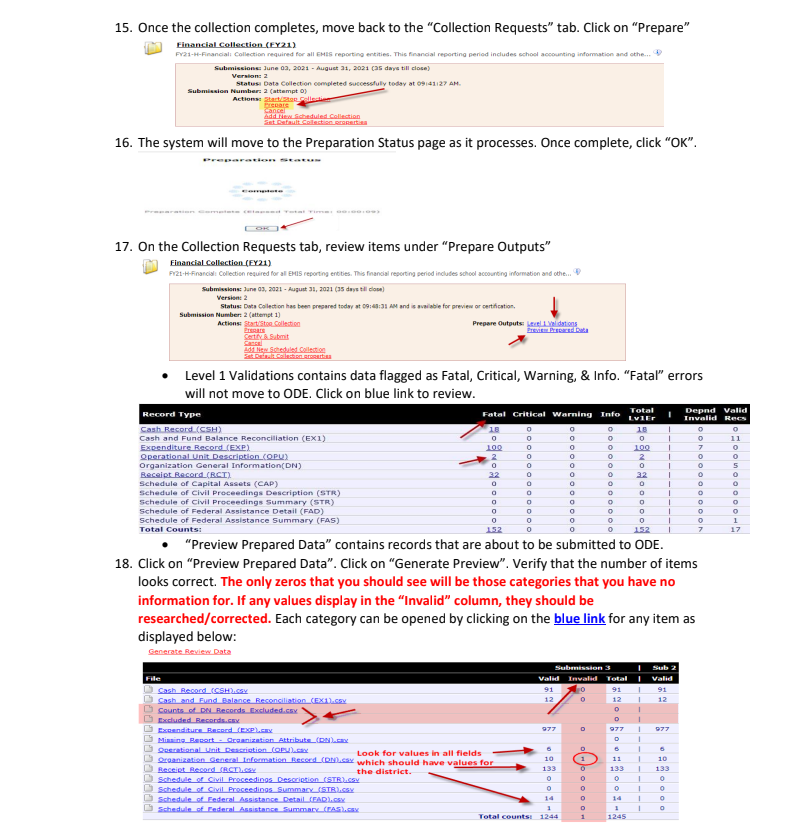 15. Once the collection completes, move back to the “Collection Requests” tab. Click on “Prepare”
Financial Collection (FY21)
FY21-H-Financial: Collection required for all EMIS reporting entities. This financial reporting period includes school accounting information and othe...
Submissions: June 03, 2021 - August 31, 2021 (35 days till close)
Version: 2
Status: Data Collection completed successfully today at 09:41:27 AM.
Submission Number: 2 (attempt 0)
Actions: Start/Stop Collection
Prepare
Cancel
Add New Scheduled Collection
Set Default Collection properties
16. The system will move to the Preparation Status page as it processes. Once complete, click “OK”.
Preparation Status
Complete
Preparation Complete (Elapsed Total Time:
OK
17. On the Collection Requests tab, review items under “Prepare Outputs”
Financial Collection (FY21)
FY21-H-Financial: Collection required for all EMIS reporting entities. This financial reporting period includes school accounting information and othe...
Submissions: June 03, 2021 - August 31, 2021 (35 days till close)
Version: 2
Status: Data Collection has been prepared today at 09:48:31 AM and is available for preview or certification.
Submission Number: 2 (attempt 1)
Actions: Start/Stop Collection Prepare Outputs: Level 1 Validations
Prepare Preview Prepared Data
Certify & Submit
Cancel
Add New Scheduled Collection
Set Default Collection properties
• Level 1 Validations contains data flagged as Fatal, Critical, Warning, & Info. “Fatal” errors
will not move to ODE. Click on blue link to review.
Record Type Fatal Critical Warning Info Total Lv1Er | Depnd Invalid Valid Recs
Cash Record (CSH) 18 0 0 0 18 | 0 0
Cash and Fund Balance Reconciliation (EX1) 0 0 0 0 0 | 0 11
Expenditure Record (EXP) 100 0 0 0 100 | 7 0
Operational Unit Description (OPU) 2 0 0 0 2 | 0 0
Organization General Information(DN) 0 0 0 0 0 | 0 5
Receipt Record (RCT) 32 0 0 0 32 | 0 0
Schedule of Capital Assets (CAP) 0 0 0 0 0 | 0 0
Schedule of Civil Proceedings Description (STR) 0 0 0 0 0 | 0 0
Schedule of Civil Proceedings Summary (STR) 0 0 0 0 0 | 0 0
Schedule of Federal Assistance Detail (FAD) 0 0 0 0 0 | 0 0
Schedule of Federal Assistance Summary (FAS) 0 0 0 0 0 | 0 1
Total Counts: 152 0 0 0 152 | 7 17
• “Preview Prepared Data” contains records that are about to be submitted to ODE.
18. Click on “Preview Prepared Data”. Click on “Generate Preview”. Verify that the number of items
looks correct. The only zeros that you should see will be those categories that you have no
information for. If any values display in the “Invalid” column, they should be
researched/corrected. Each category can be opened by clicking on the blue link for any item as
displayed below:
Generate Review Data
Submission 3 | Sub 2
File Valid Invalid Total | Valid
Cash Record (CSH).csv 91 0 91 | 91
Cash and Fund Balance Reconciliation (EX1).csv 12 0 12 | 12
Counts of DN Records Excluded.csv 0 |
Excluded Records.csv 0 |
Expenditure Record (EXP).csv 977 0 977 | 977
Missing Report - Organization Attribute (DN).csv 0 |
Operational Unit Description (OPU).csv 6 0 6 | 6
Look for values in all fields
Organization General Information Record (DN).csv 10 1 11 | 10
which should have values for
Receipt Record (RCT).csv 133 0 133 | 133
the district.
Schedule of Civil Proceedings Description (STR).csv 0 0 0 | 0
Schedule of Civil Proceedings Summary (STR).csv 0 0 0 | 0
Schedule of Federal Assistance Detail (FAD).csv 14 0 14 | 0
Schedule of Federal Assistance Summary (FAS).csv 1 0 1 | 0
Total counts: 1244 1 1245